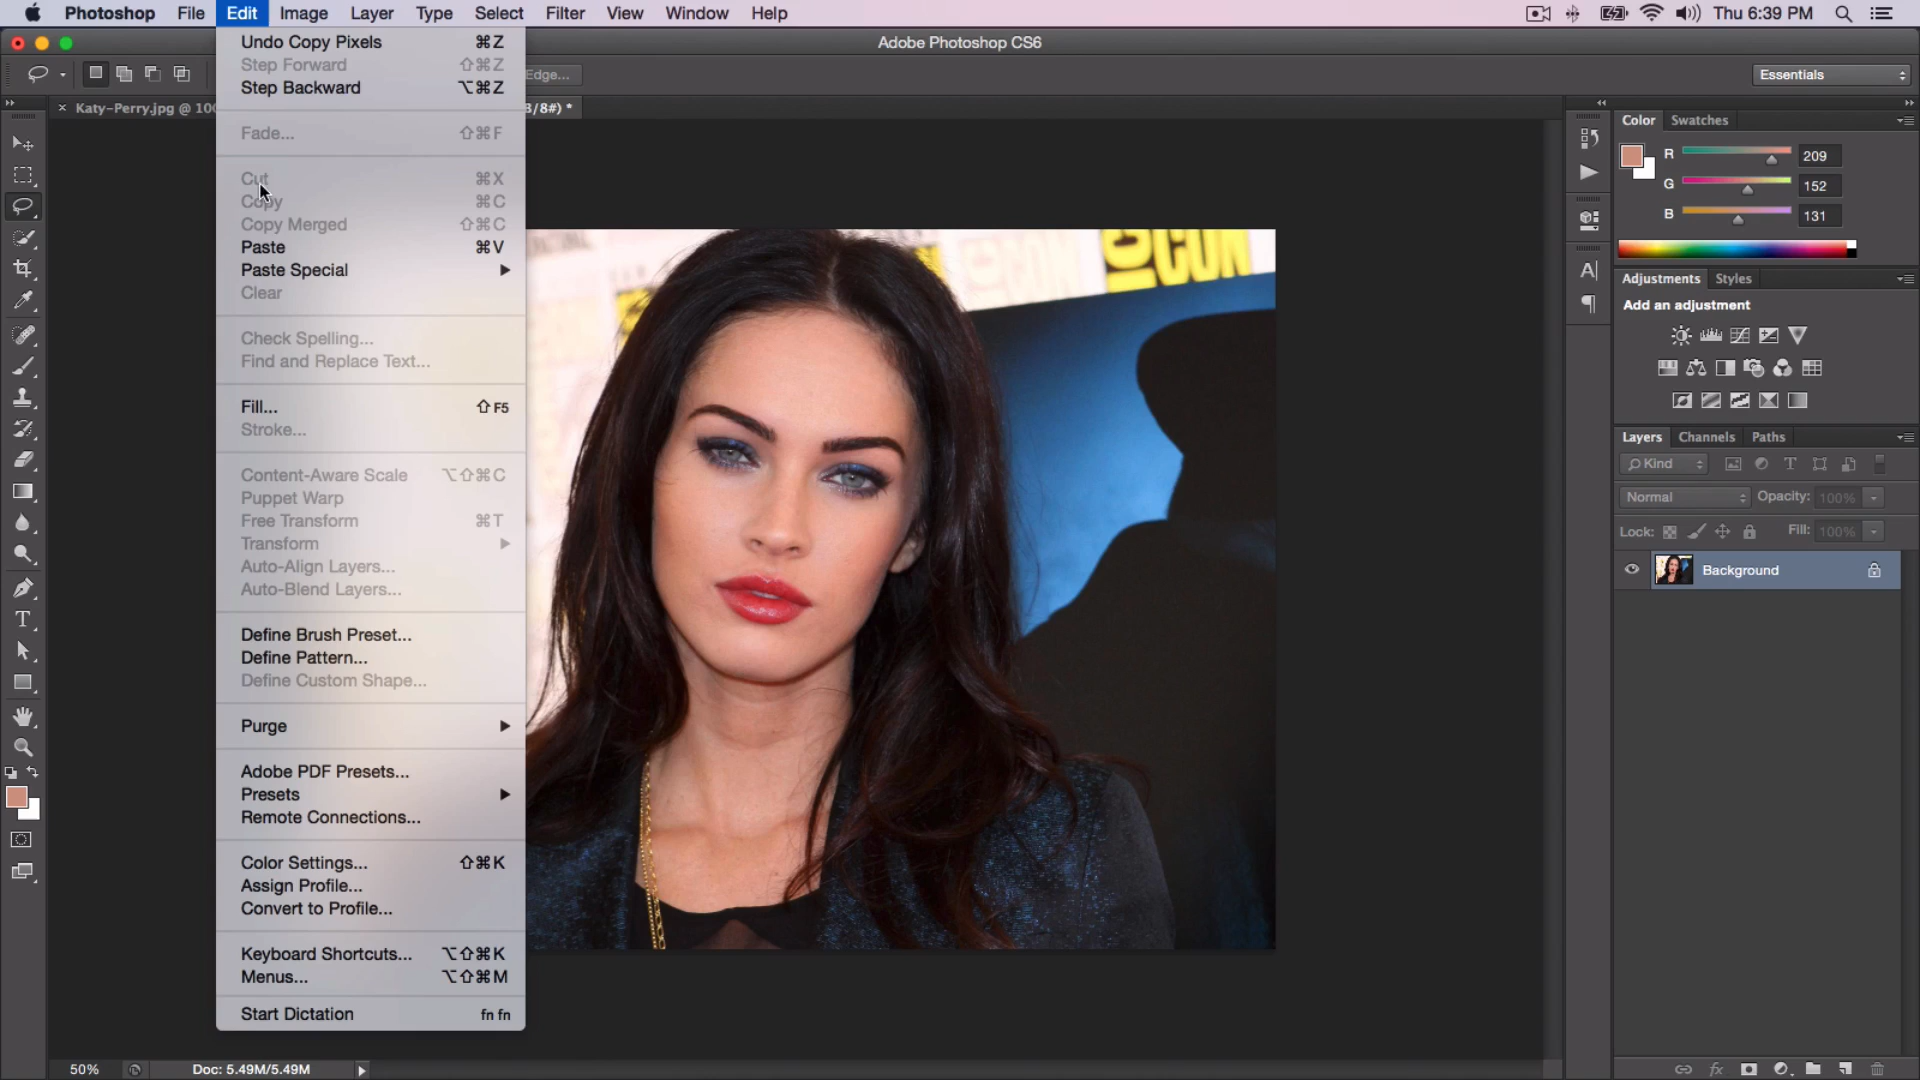 Photoshop File Edit Image Layer Type Select Filter View Window Help Thu 6:39 PM
Adobe Photoshop CS6
Edge... Essentials
Katy-Perry.jpg @ 100 /8#) *
Undo Copy Pixels ⌘Z
Step Forward ⇧⌘Z
Step Backward ⌥⌘Z
Fade... ⇧⌘F
Cut ⌘X
Copy ⌘C
Copy Merged ⇧⌘C
Paste ⌘V
Paste Special
Clear
Check Spelling...
Find and Replace Text...
Fill... ⇧F5
Stroke...
Content-Aware Scale ⌥⇧⌘C
Puppet Warp
Free Transform ⌘T
Transform
Auto-Align Layers...
Auto-Blend Layers...
Define Brush Preset...
Define Pattern...
Define Custom Shape...
Purge
Adobe PDF Presets...
Presets
Remote Connections...
Color Settings... ⇧⌘K
Assign Profile...
Convert to Profile...
Keyboard Shortcuts... ⌥⇧⌘K
Menus... ⌥⇧⌘M
Start Dictation fn fn
CON
Color Swatches
R 209
G 152
B 131
Adjustments Styles
Add an adjustment
Layers Channels Paths
Kind
Normal Opacity: 100%
Lock: Fill: 100%
Background
50% Doc: 5.49M/5.49M